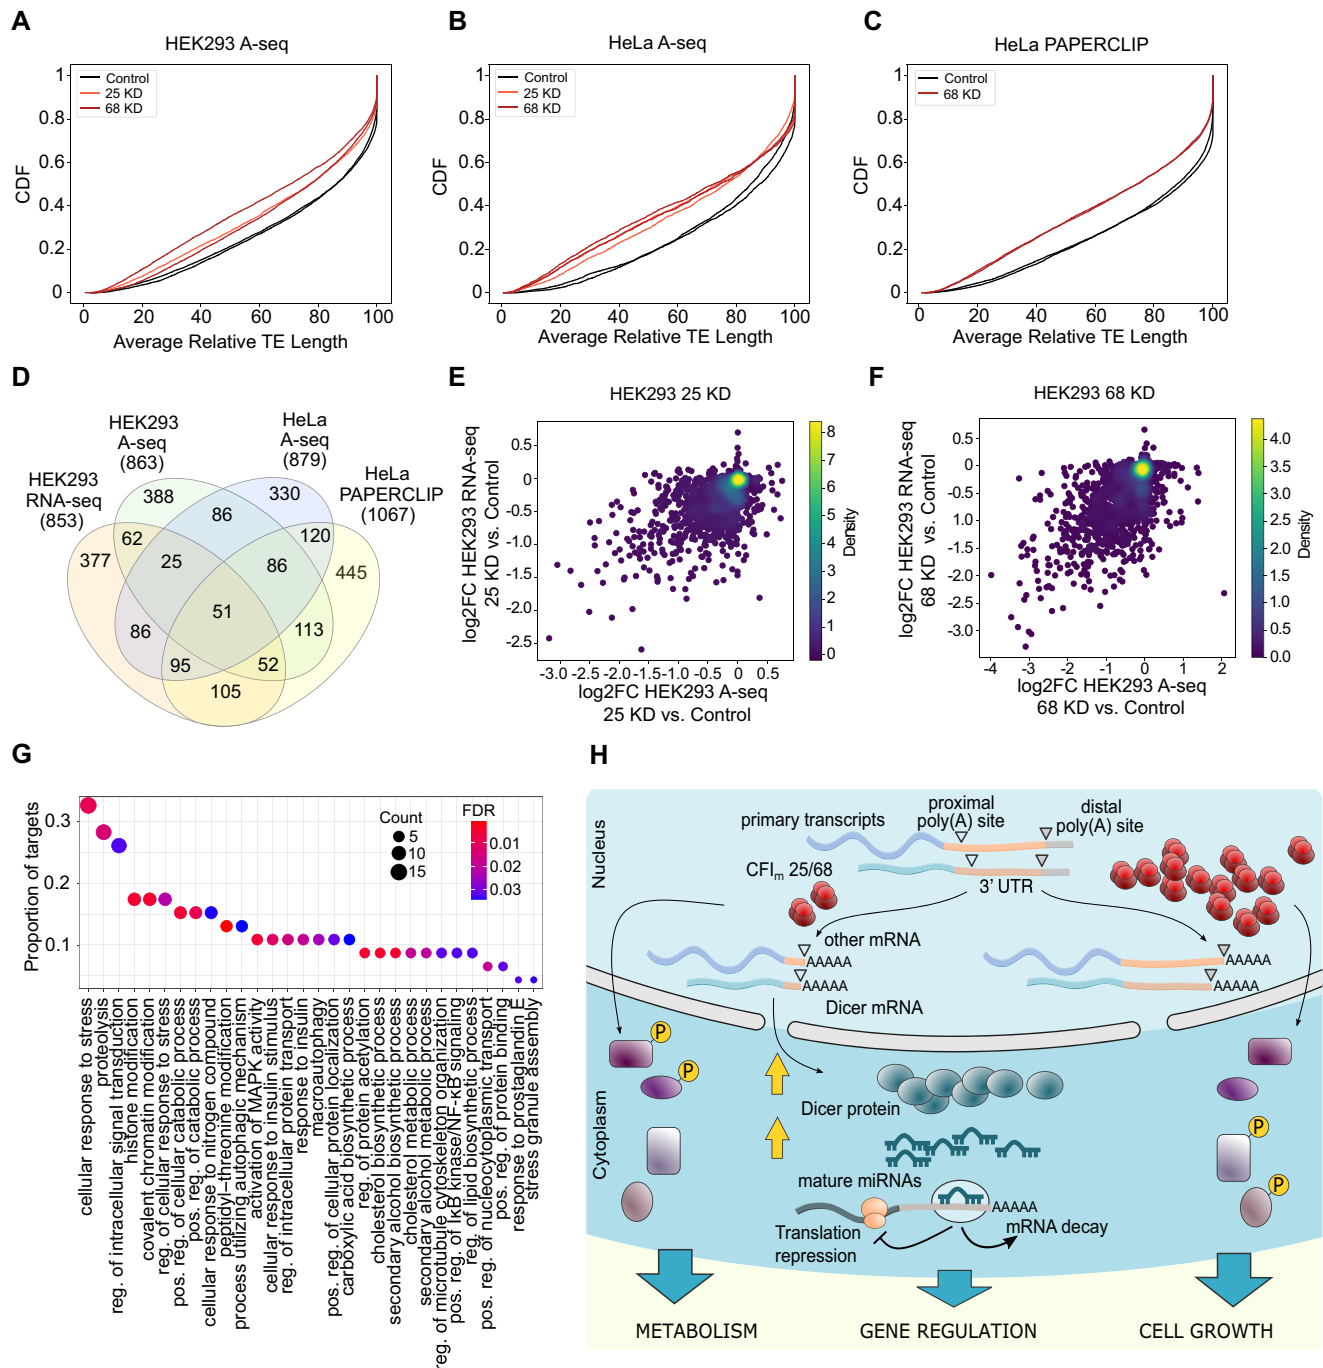 A
HEK293 A-seq
Control
25 KD
68 KD
CDF
1
0.8
0.6
0.4
0.2
0
0 20 40 60 80 100
Average Relative TE Length
B
HeLa A-seq
Control
25 KD
68 KD
CDF
1
0.8
0.6
0.4
0.2
0
0 20 40 60 80 100
Average Relative TE Length
C
HeLa PAPERCLIP
Control
68 KD
CDF
1
0.8
0.6
0.4
0.2
0
0 20 40 60 80 100
Average Relative TE Length
D
HEK293
RNA-seq
(853)
HEK293
A-seq
(863)
HeLa
A-seq
(879)
HeLa
PAPERCLIP
(1067)
388
330
86
62
120
377
25
86
445
51
86
113
95
52
105
E
HEK293 25 KD
log2FC HEK293 RNA-seq
25 KD vs. Control
0.5
0
-0.5
-1.0
-1.5
-2.0
-2.5
-3.0 -2.5 -2.0 -1.5 -1.0 -0.5 0.0 0.5
log2FC HEK293 A-seq
25 KD vs. Control
8
7
6
5
4
3
2
1
0
Density
F
HEK293 68 KD
log2FC HEK293 RNA-seq
68 KD vs. Control
0.5
0
-0.5
-1.0
-1.5
-2.0
-2.5
-3.0
-4 -3 -2 -1 0 1 2
log2FC HEK293 A-seq
68 KD vs. Control
4.0
3.5
3.0
2.5
2.0
1.5
1.0
0.5
0.0
Density
G
Proportion of targets
0.3
0.2
0.1
Count
5
10
15
FDR
0.01
0.02
0.03
cellular response to stress
proteolysis
reg. of intracellular signal transduction
histone modification
covalent chromatin modification
reg. of cellular response to stress
pos. reg. of cellular catabolic process
pos. reg. of catabolic process
cellular response to nitrogen compound
peptidyl−threonine modification
process utilizing autophagic mechanism
activation of MAPK activity
cellular response to insulin stimulus
reg. of intracellular protein transport
response to insulin
macroautophagy
pos. reg. of cellular protein localization
carboxylic acid biosynthetic process
reg. of protein acetylation
cholesterol biosynthetic process
secondary alcohol biosynthetic process
cholesterol metabolic process
secondary alcohol metabolic process
reg. of microtubule cytoskeleton organization
pos. reg. of IκB kinase/NF-κB signaling
reg. of lipid biosynthetic process
pos. reg. of nucleocytoplasmic transport
pos. reg. of protein binding
response to prostaglandin E
stress granule assembly
H
Nucleus
primary transcripts
proximal
poly(A) site
distal
poly(A) site
CFIm 25/68
3' UTR
other mRNA
AAAAA
AAAAA
Dicer mRNA
AAAAA
AAAAA
Cytoplasm
P
P
Dicer protein
mature miRNAs
AAAAA
Translation
repression
mRNA decay
P
P
METABOLISM
GENE REGULATION
CELL GROWTH